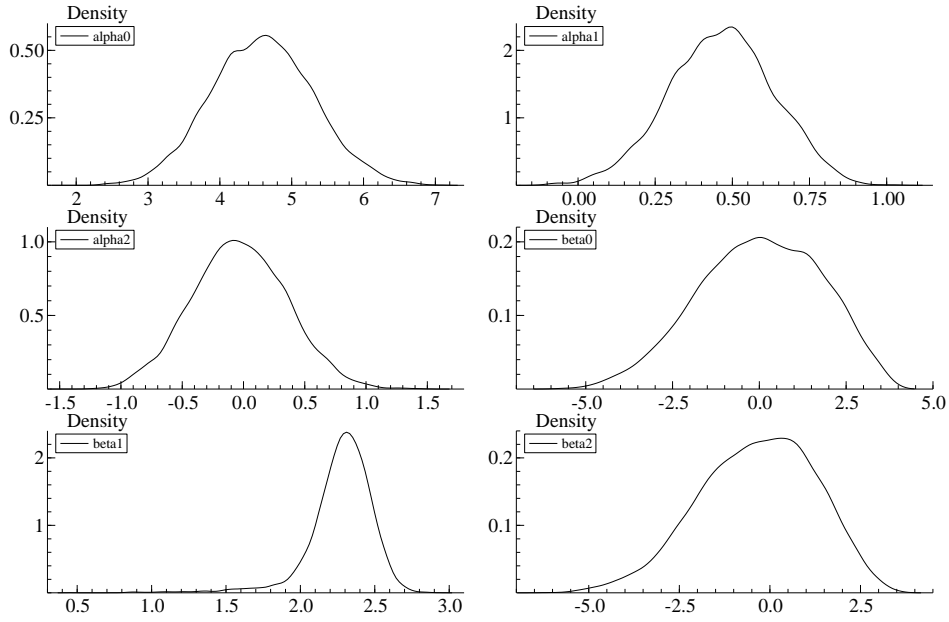 Density
alpha0
0.50
0.25
2 3 4 5 6 7
Density
alpha1
2
1
0.00 0.25 0.50 0.75 1.00
Density
alpha2
1.0
0.5
-1.5 -1.0 -0.5 0.0 0.5 1.0 1.5
Density
beta0
0.2
0.1
-5.0 -2.5 0.0 2.5 5.0
Density
beta1
2
1
0.5 1.0 1.5 2.0 2.5 3.0
Density
beta2
0.2
0.1
-5.0 -2.5 0.0 2.5